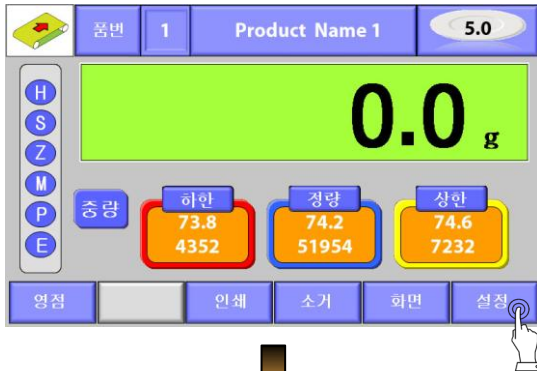 품번 1 Product Name 1 5.0
H
S
Z
M
P
E
0.0 g
중량
하한 정량 상한
73.8 74.2 74.6
4352 51954 7232
영점 인쇄 소거 화면 설정